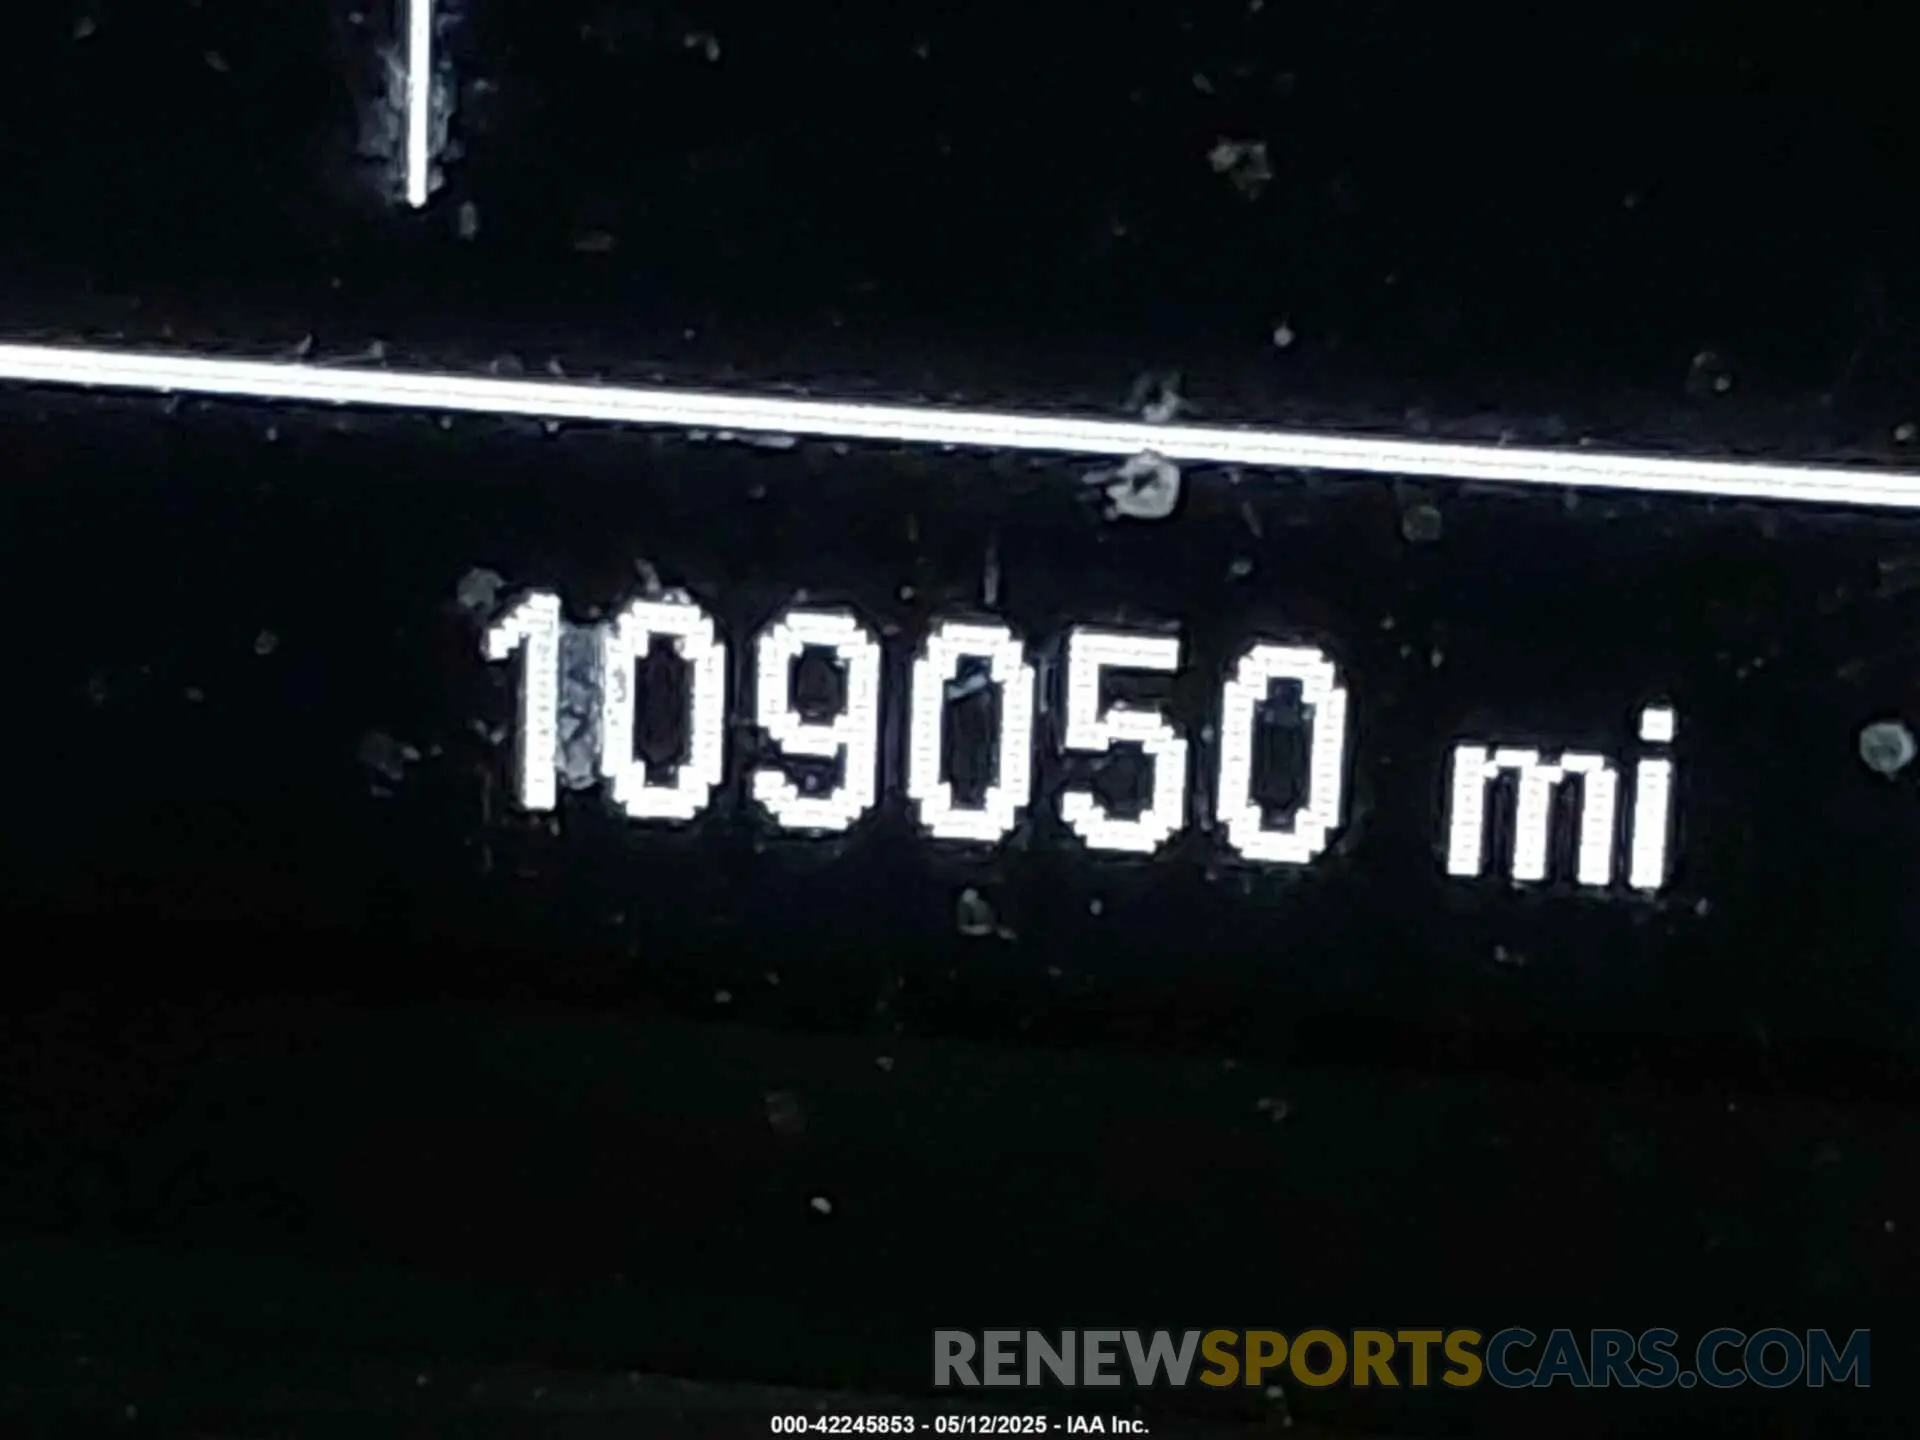 109050 mi
RENEWSPORTSCARS.COM
000-42245853 - 05/12/2025 - IAA Inc.